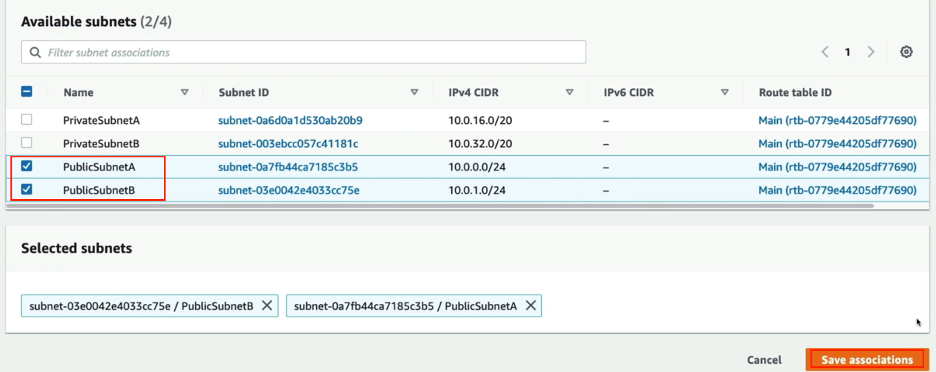 Available subnets (2/4)
Filter subnet associations
1
Name Subnet ID IPv4 CIDR IPv6 CIDR Route table ID
PrivateSubnetA subnet-0a6d0a1d530ab20b9 10.0.16.0/20 – Main (rtb-0779e44205df77690)
PrivateSubnetB subnet-003ebcc057c41181c 10.0.32.0/20 – Main (rtb-0779e44205df77690)
PublicSubnetA subnet-0a7fb44ca7185c3b5 10.0.0.0/24 – Main (rtb-0779e44205df77690)
PublicSubnetB subnet-03e0042e4033cc75e 10.0.1.0/24 – Main (rtb-0779e44205df77690)
Selected subnets
subnet-03e0042e4033cc75e / PublicSubnetB subnet-0a7fb44ca7185c3b5 / PublicSubnetA
Cancel Save associations